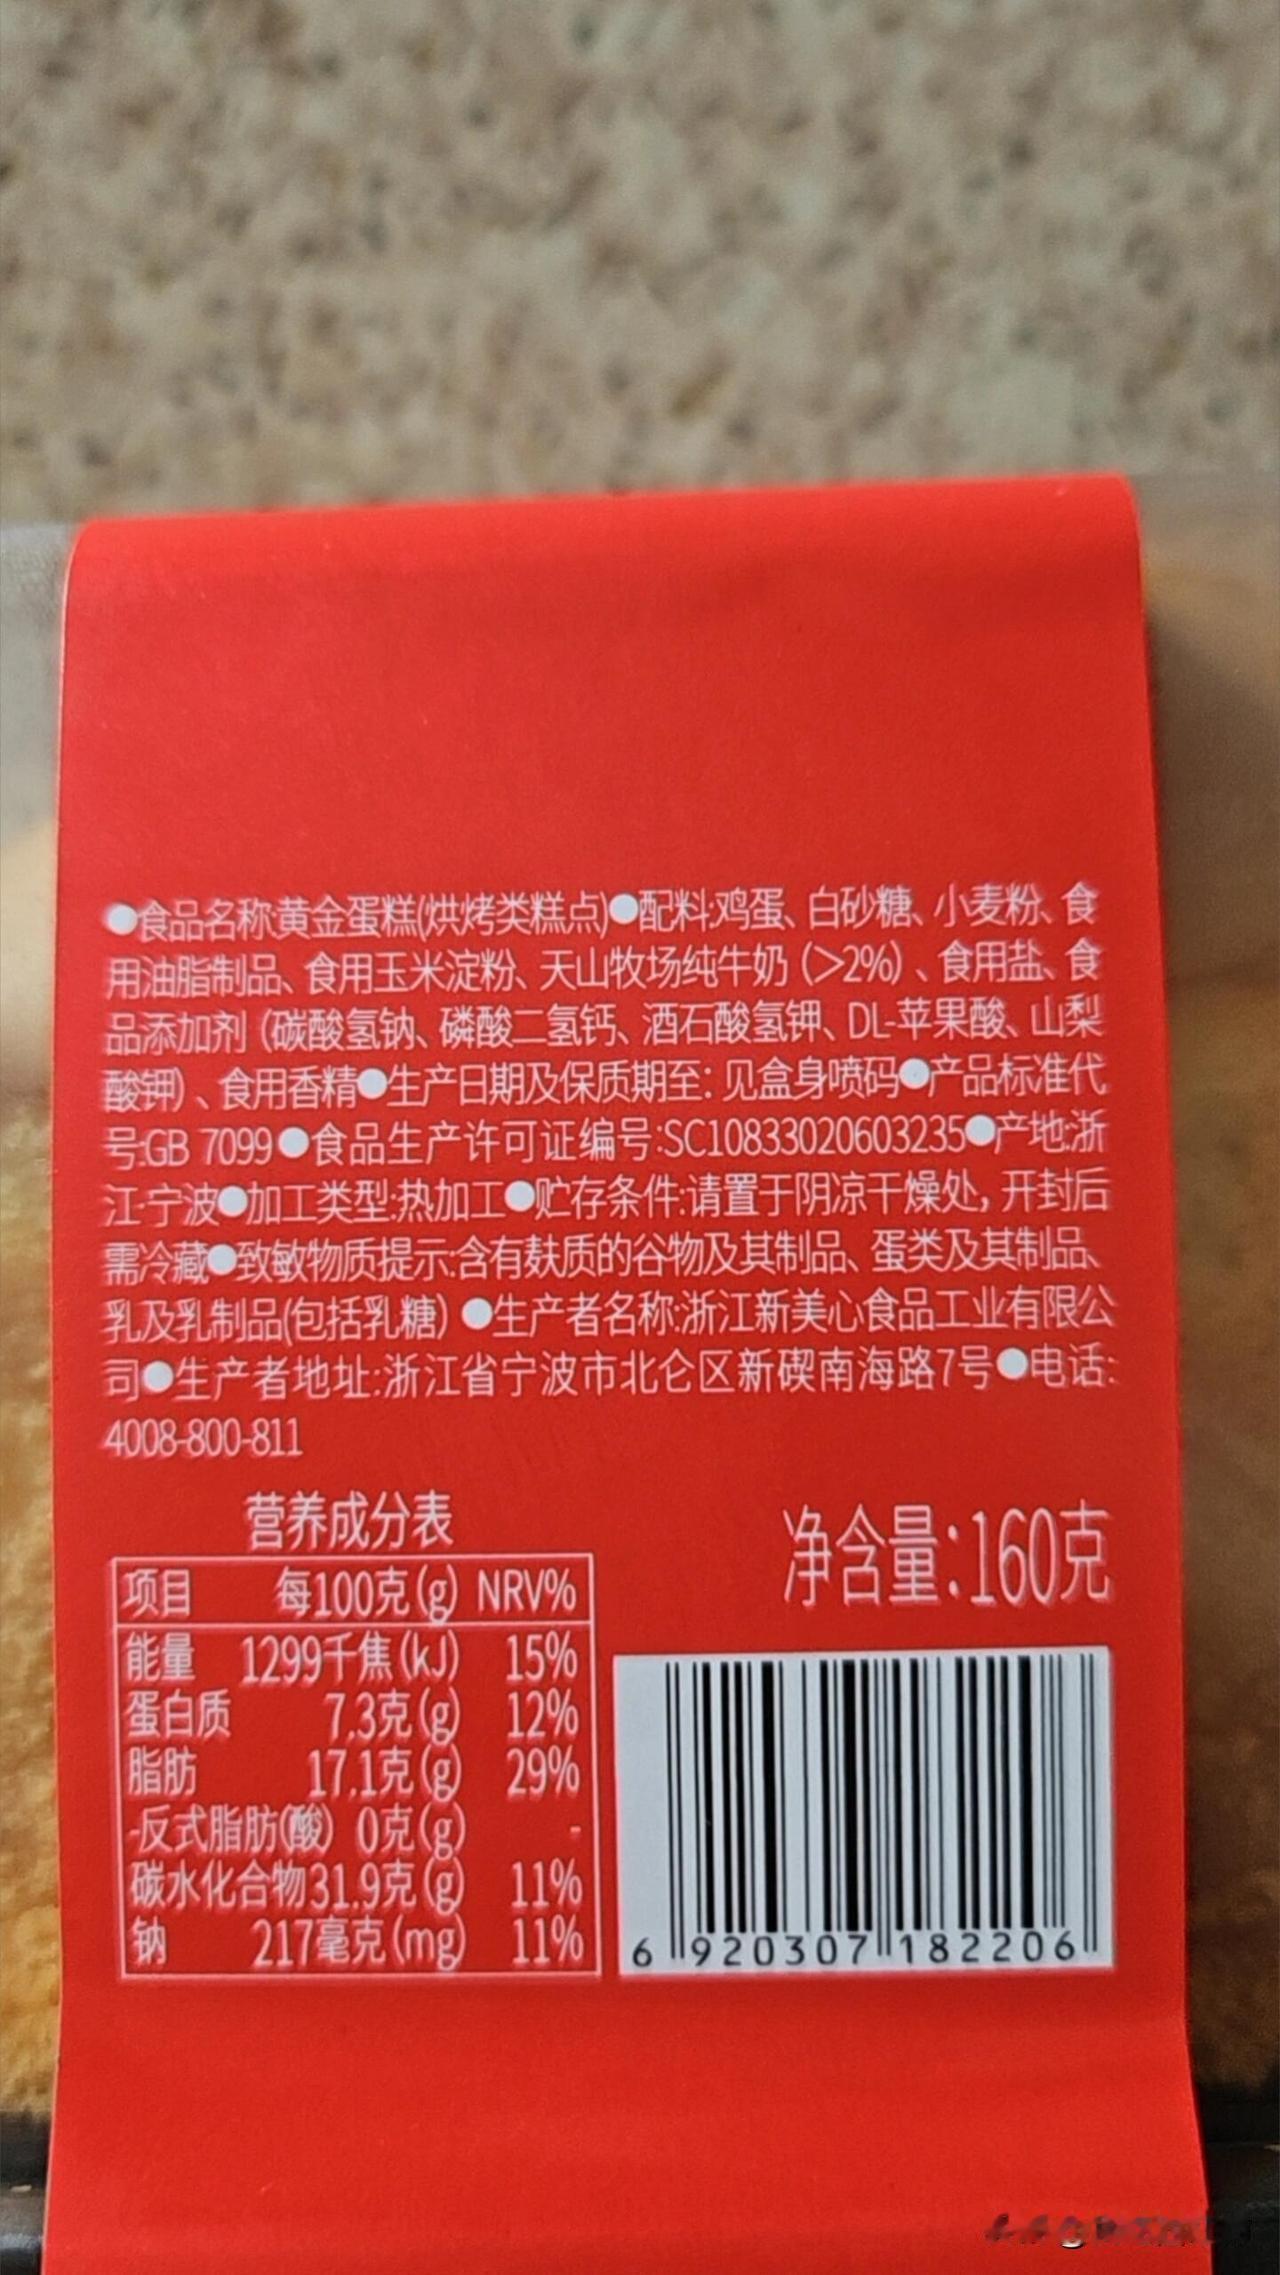 ●食品名称:黄金蛋糕(烘烤类糕点)●配料:鸡蛋、白砂糖、小麦粉、食
用油脂制品、食用玉米淀粉、天山牧场纯牛奶(>2%)、食用盐、食
品添加剂(碳酸氢钠、磷酸二氢钙、酒石酸氢钾、DL-苹果酸、山梨
酸钾)、食用香精●生产日期及保质期至:见盒身喷码●产品标准代
号:GB 7099●食品生产许可证编号:SC10833020603235●产地:浙
江·宁波●加工类型:热加工●贮存条件:请置于阴凉干燥处,开封后
需冷藏●致敏物质提示:含有麸质的谷物及其制品、蛋类及其制品、
乳及乳制品(包括乳糖)●生产者名称:浙江新美心食品工业有限公
司●生产者地址:浙江省宁波市北仑区新碶南海路7号●电话:
4008-800-811
营养成分表
项目 每100克(g) NRV%
能量 1299千焦(kJ) 15%
蛋白质 7.3克(g) 12%
脂肪 17.1克(g) 29%
-反式脂肪(酸) 0克(g) -
碳水化合物 31.9克(g) 11%
钠 217毫克(mg) 11%
净含量:160克
6 920307 182206